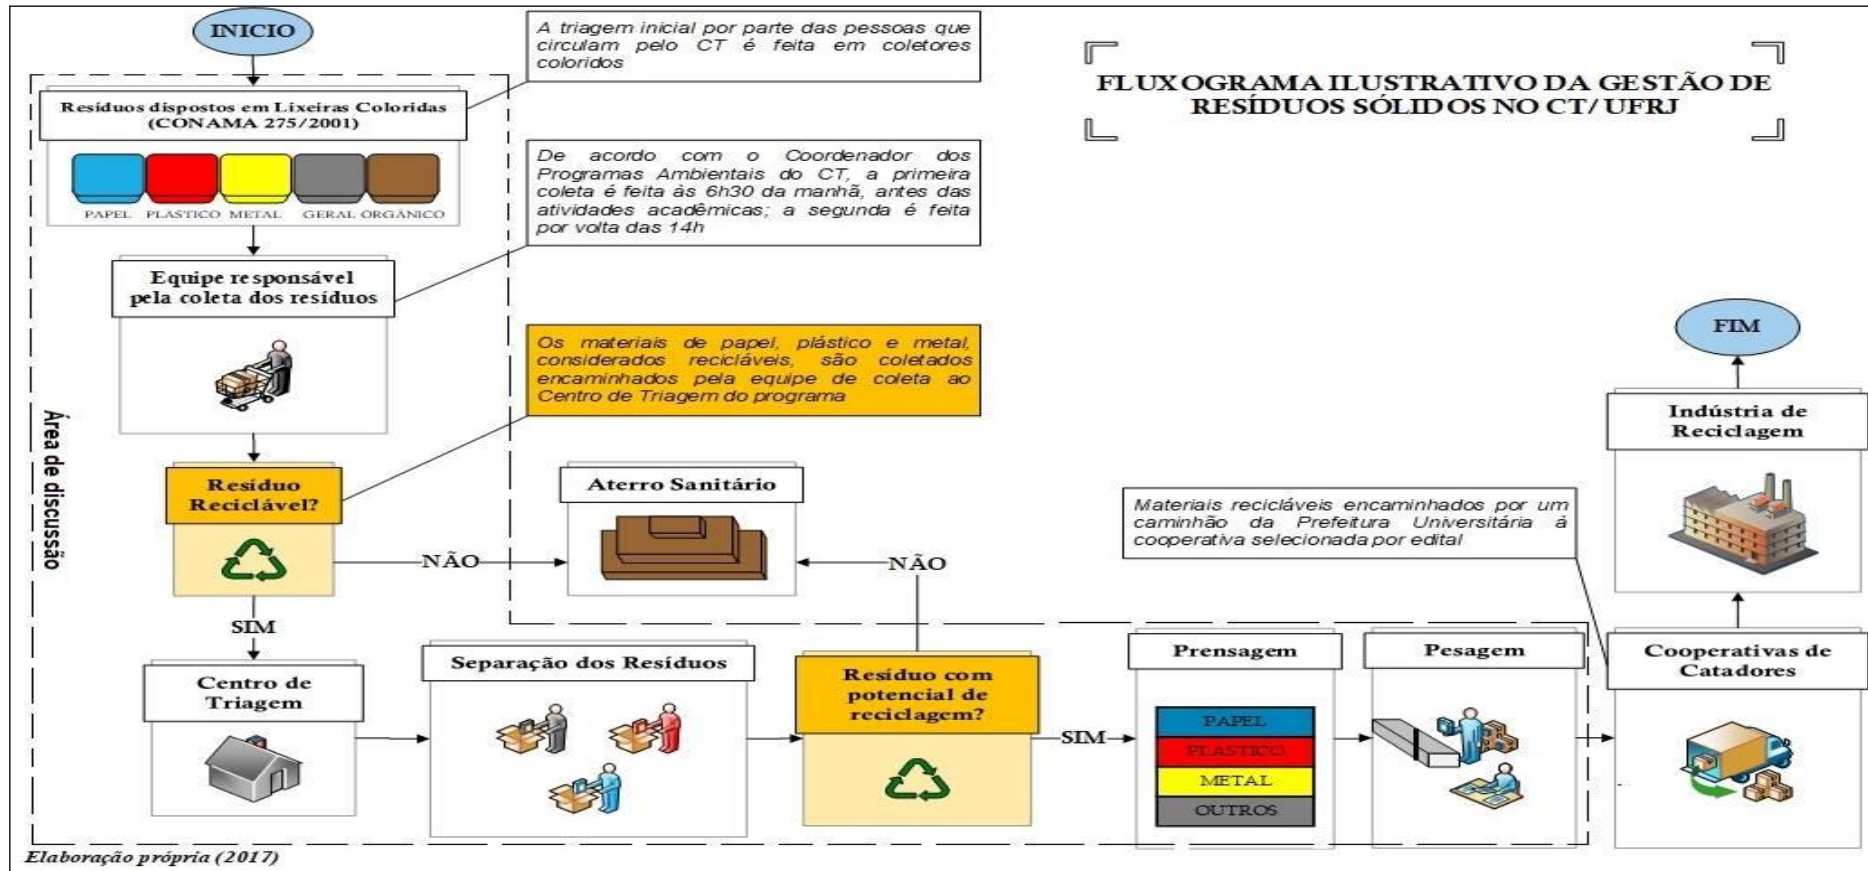 INICIO
A triagem inicial por parte das pessoas que
circulam pelo CT é feita em coletores
coloridos
FLUXOGRAMA ILUSTRATIVO DA GESTÃO DE
RESÍDUOS SÓLIDOS NO CT/ UFRJ
Resíduos dispostos em Lixeiras Coloridas
(CONAMA 275/2001)
PAPEL PLÁSTICO METAL GERAL ORGÂNICO
De acordo com o Coordenador dos
Programas Ambientais do CT, a primeira
coleta é feita às 6h30 da manhã, antes das
atividades acadêmicas; a segunda é feita
por volta das 14h
Equipe responsável
pela coleta dos resíduos
Os materiais de papel, plástico e metal,
considerados recicláveis, são coletados
encaminhados pela equipe de coleta ao
Centro de Triagem do programa
FIM
Indústria de
Reciclagem
Área de discussão
Resíduo
Reciclável?
NÃO
Aterro Sanitário
NÃO
Materiais recicláveis encaminhados por um
caminhão da Prefeitura Universitária à
cooperativa selecionada por edital
SIM
Centro de
Triagem
Separação dos Resíduos
Resíduo com
potencial de
reciclagem?
SIM
Prensagem
PAPEL
PLÁSTICO
METAL
OUTROS
Pesagem
Cooperativas de
Catadores
Elaboração própria (2017)